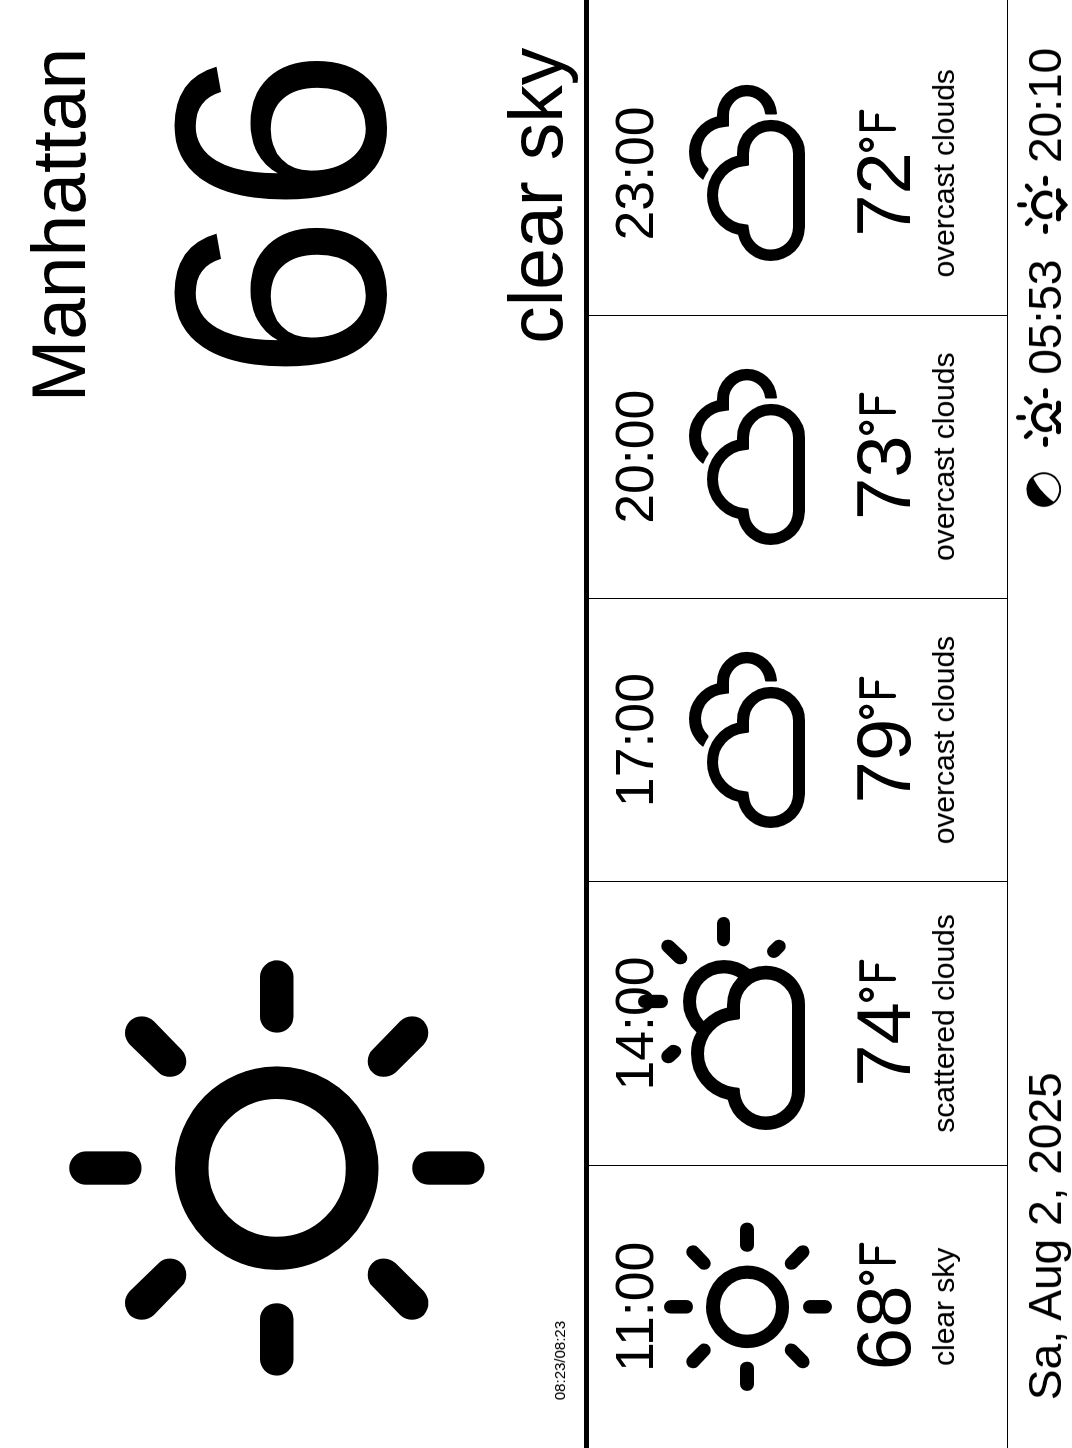 Manhattan
66
clear sky
08:23/08:23
11:00
68°F
clear sky
14:00
74°F
scattered clouds
17:00
79°F
overcast clouds
20:00
73°F
overcast clouds
23:00
72°F
overcast clouds
Sa, Aug 2, 2025
05:53
20:10